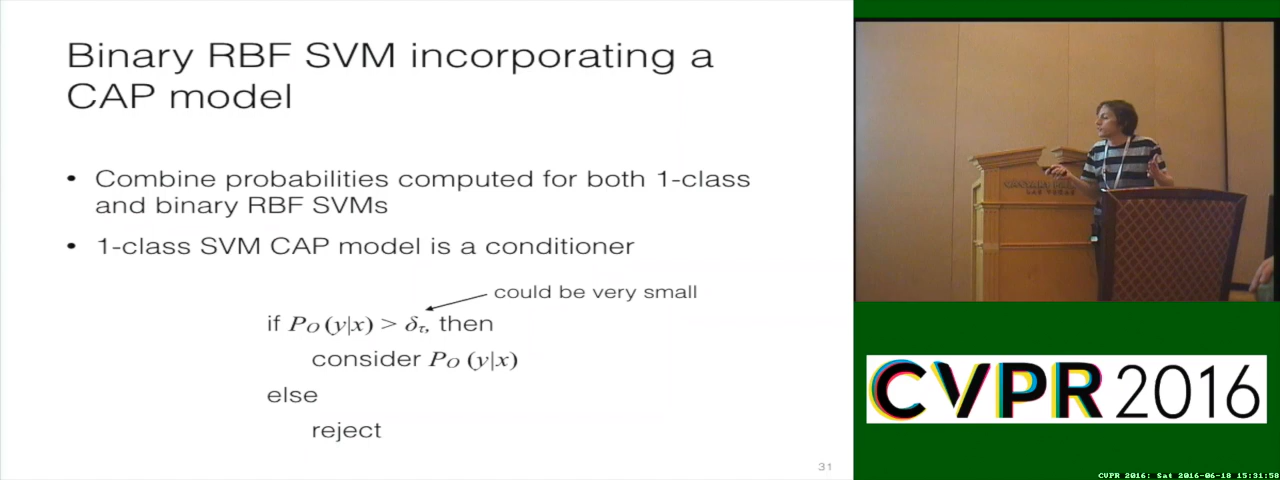 Binary RBF SVM incorporating a
CAP model
• Combine probabilities computed for both 1-class
and binary RBF SVMs
• 1-class SVM CAP model is a conditioner
could be very small
if P_O (y|x) > δ_τ, then
consider P_O (y|x)
else
reject
31
CVPR 2016
CVPR 2016: Sat 2016-06-18 15:31:58